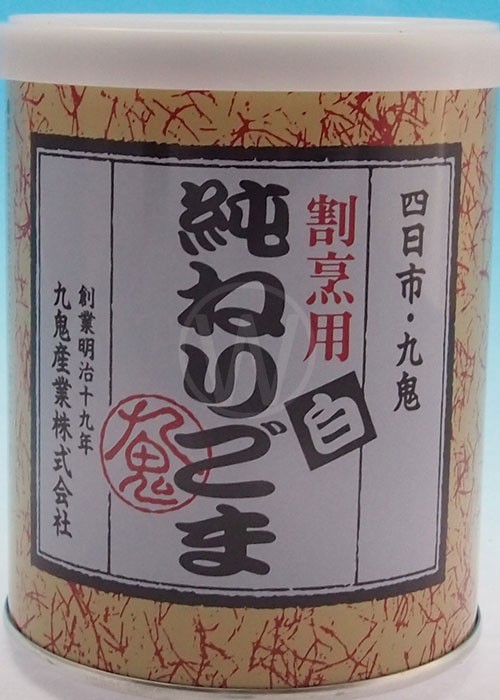 四日市・九鬼
割烹用
白
純ねりごま
九鬼
創業明治十九年
九鬼産業株式会社